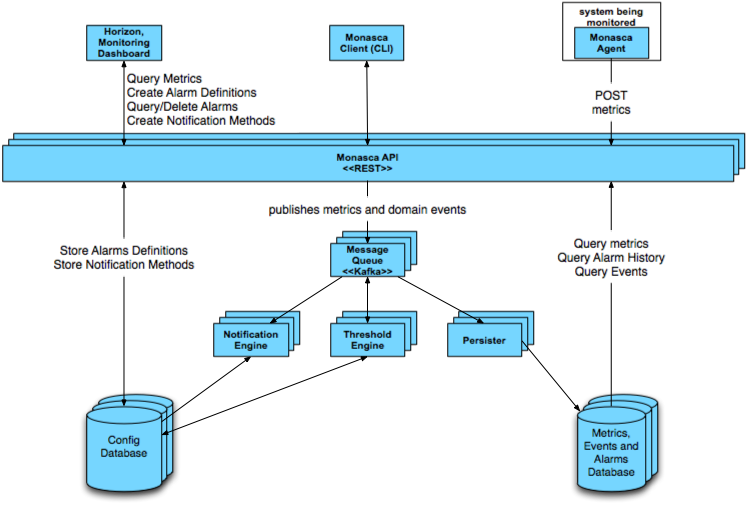 Horizon,
Monitoring
Dashboard
Monasca
Client (CLI)
system being
monitored
Monasca
Agent
Query Metrics
Create Alarm Definitions
Query/Delete Alarms
Create Notification Methods
POST
metrics
Monasca API
<<REST>>
publishes metrics and domain events
Store Alarms Definitions
Store Notification Methods
Message
Queue
<<Kafka>>
Query metrics
Query Alarm History
Query Events
Notification
Engine
Threshold
Engine
Persister
Config
Database
Metrics,
Events and
Alarms
Database